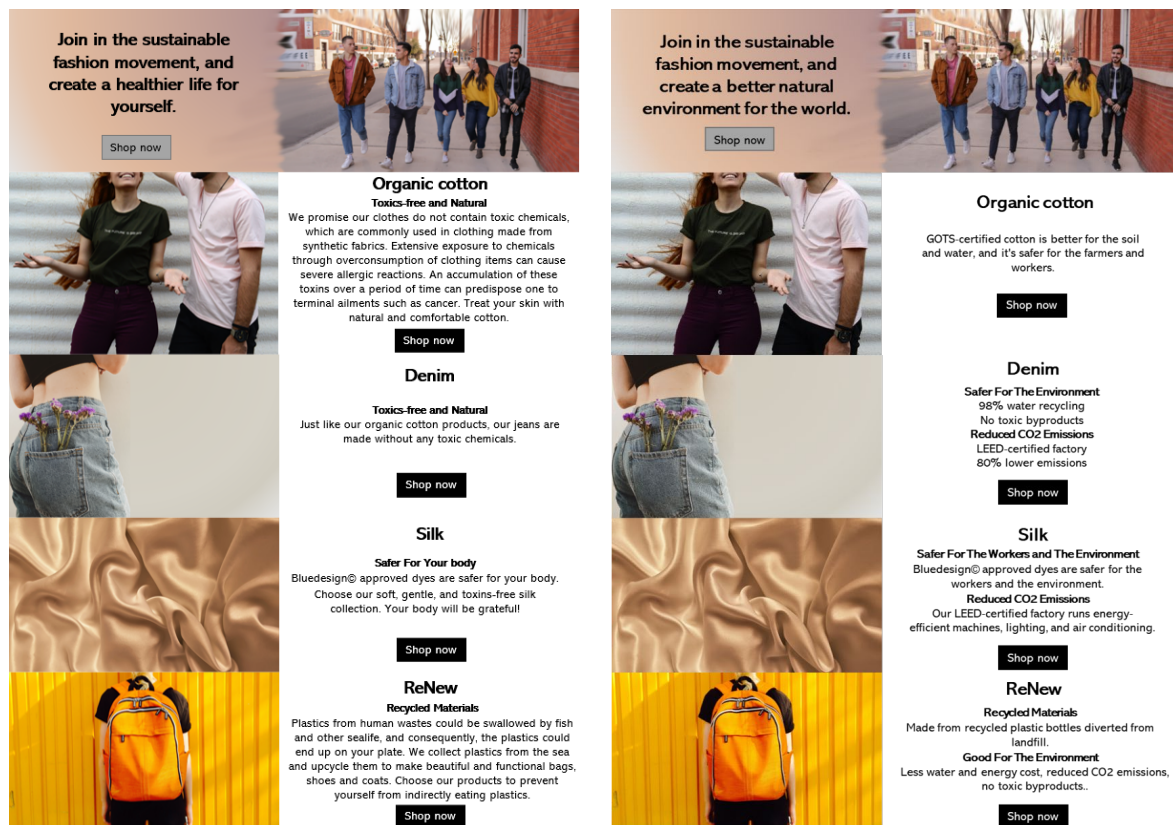 Join in the sustainable
fashion movement, and
create a healthier life for
yourself.
Shop now
Organic cotton
Toxics-free and Natural
We promise our clothes do not contain toxic chemicals,
which are commonly used in clothing made from
synthetic fabrics. Extensive exposure to chemicals
through overconsumption of clothing items can cause
severe allergic reactions. An accumulation of these
toxins over a period of time can predispose one to
terminal ailments such as cancer. Treat your skin with
natural and comfortable cotton.
Shop now
Denim
Toxics-free and Natural
Just like our organic cotton products, our jeans are
made without any toxic chemicals.
Shop now
Silk
Safer For Your body
Bluedesign© approved dyes are safer for your body.
Choose our soft, gentle, and toxins-free silk
collection. Your body will be grateful!
Shop now
ReNew
Recycled Materials
Plastics from human wastes could be swallowed by fish
and other sealife, and consequently, the plastics could
end up on your plate. We collect plastics from the sea
and upcycle them to make beautiful and functional bags,
shoes and coats. Choose our products to prevent
yourself from indirectly eating plastics.
Shop now
Join in the sustainable
fashion movement, and
create a better natural
environment for the world.
Shop now
Organic cotton
GOTS-certified cotton is better for the soil
and water, and it's safer for the farmers and
workers.
Shop now
Denim
Safer For The Environment
98% water recycling
No toxic byproducts
Reduced CO2 Emissions
LEED-certified factory
80% lower emissions
Shop now
Silk
Safer For The Workers and The Environment
Bluedesign© approved dyes are safer for the
workers and the environment.
Reduced CO2 Emissions
Our LEED-certified factory runs energy-
efficient machines, lighting, and air conditioning.
Shop now
ReNew
Recycled Materials
Made from recycled plastic bottles diverted from
landfill.
Good For The Environment
Less water and energy cost, reduced CO2 emissions,
no toxic byproducts..
Shop now